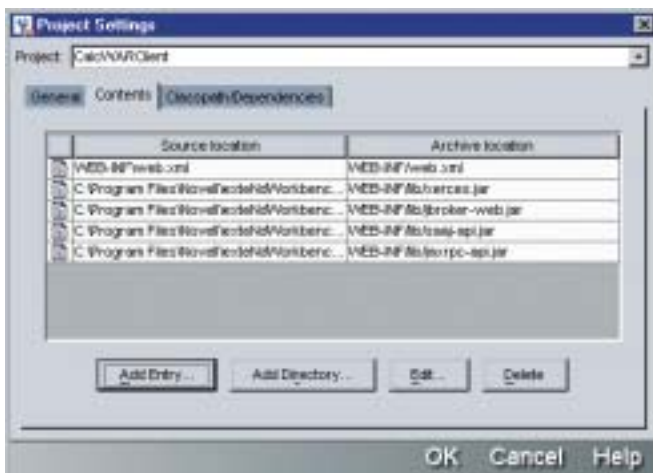 Project Settings
Project: CalcWARClient
General Contents Classpath/Dependencies
Source location Archive location
WEB-INF/web.xml WEB-INF/web.xml
C:\Program Files\Novell\exteNd\Workbenc... WEB-INF/lib/xerces.jar
C:\Program Files\Novell\exteNd\Workbenc... WEB-INF/lib/jbroker-web.jar
C:\Program Files\Novell\exteNd\Workbenc... WEB-INF/lib/saaj-api.jar
C:\Program Files\Novell\exteNd\Workbenc... WEB-INF/lib/jaxrpc-api.jar
Add Entry... Add Directory... Edit... Delete
OK Cancel Help